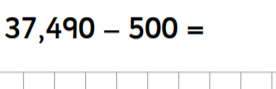 37,490 – 500 =